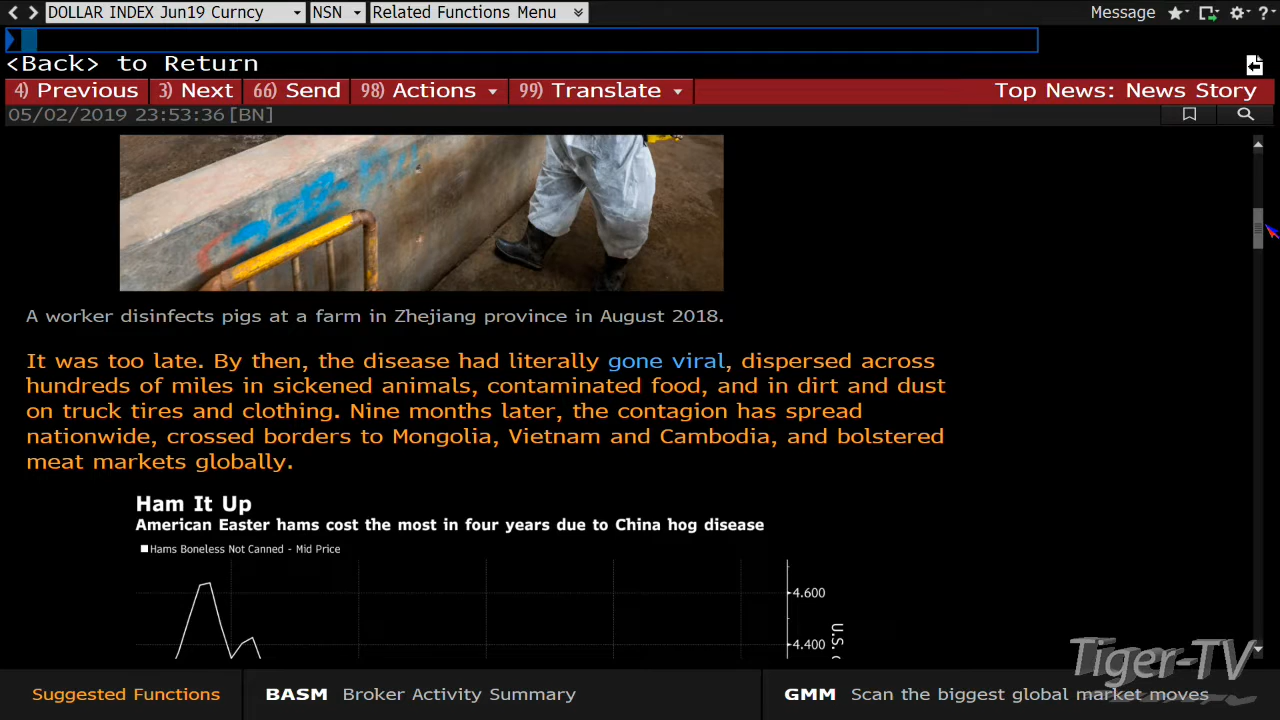 DOLLAR INDEX Jun19 Curncy NSN Related Functions Menu Message ?
<Back> to Return
4) Previous 3) Next 66) Send 98) Actions 99) Translate Top News: News Story
05/02/2019 23:53:36 [BN]
A worker disinfects pigs at a farm in Zhejiang province in August 2018.
It was too late. By then, the disease had literally gone viral, dispersed across
hundreds of miles in sickened animals, contaminated food, and in dirt and dust
on truck tires and clothing. Nine months later, the contagion has spread
nationwide, crossed borders to Mongolia, Vietnam and Cambodia, and bolstered
meat markets globally.
Ham It Up
American Easter hams cost the most in four years due to China hog disease
Hams Boneless Not Canned - Mid Price
4.600
4.400
U.S.
Tiger-TV
Suggested Functions BASM Broker Activity Summary GMM Scan the biggest global market moves